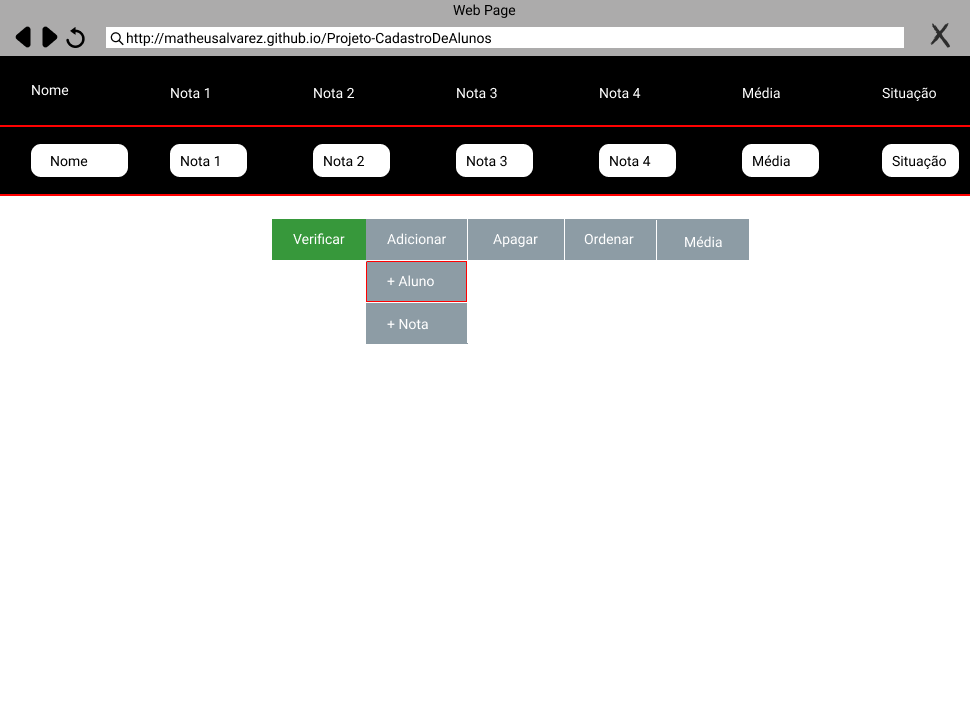 Web Page
http://matheusalvarez.github.io/Projeto-CadastroDeAlunos
Nome Nota 1 Nota 2 Nota 3 Nota 4 Média Situação
Nome Nota 1 Nota 2 Nota 3 Nota 4 Média Situação
Verificar Adicionar Apagar Ordenar Média
+ Aluno
+ Nota